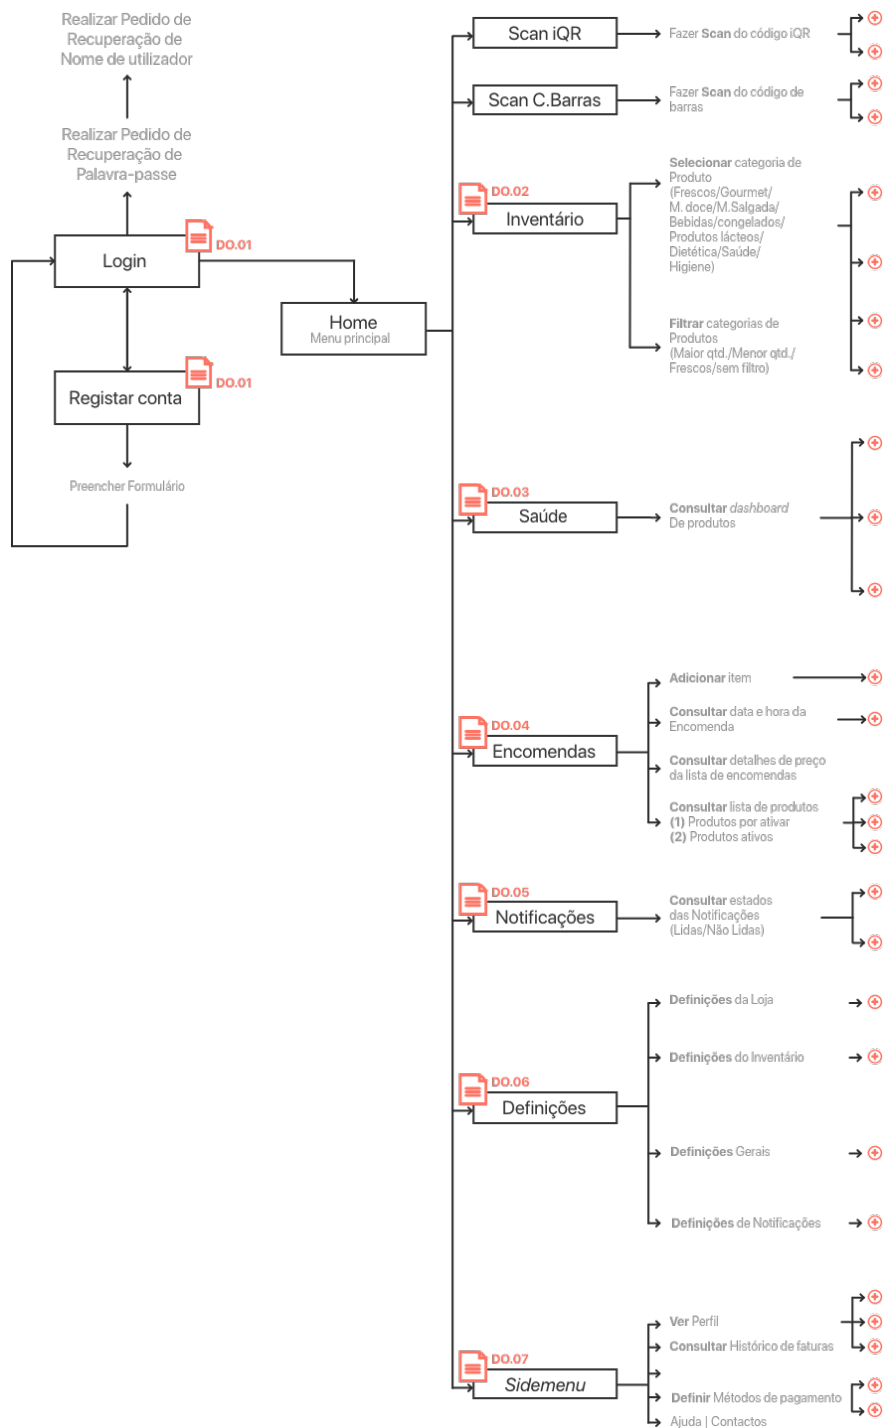 Realizar Pedido de
Recuperação de
Nome de utilizador
Realizar Pedido de
Recuperação de
Palavra-passe
DO.01
Login
Home
Menu principal
DO.01
Registar conta
Preencher Formulário
Scan iQR
Fazer Scan do código iQR
Scan C.Barras
Fazer Scan do código de
barras
DO.02
Inventário
Selecionar categoria de
Produto
(Frescos/Gourmet/
M. doce/M.Salgada/
Bebidas/congelados/
Produtos lácteos/
Dietética/Saúde/
Higiene)
Filtrar categorias de
Produtos
(Maior qtd./Menor qtd./
Frescos/sem filtro)
DO.03
Saúde
Consultar dashboard
De produtos
DO.04
Encomendas
Adicionar item
Consultar data e hora da
Encomenda
Consultar detalhes de preço
da lista de encomendas
Consultar lista de produtos
(1) Produtos por ativar
(2) Produtos ativos
DO.05
Notificações
Consultar estados
das Notificações
(Lidas/Não Lidas)
DO.06
Definições
Definições da Loja
Definições do Inventário
Definições Gerais
Definições de Notificações
DO.07
Sidemenu
Ver Perfil
Consultar Histórico de faturas
Definir Métodos de pagamento
Ajuda | Contactos